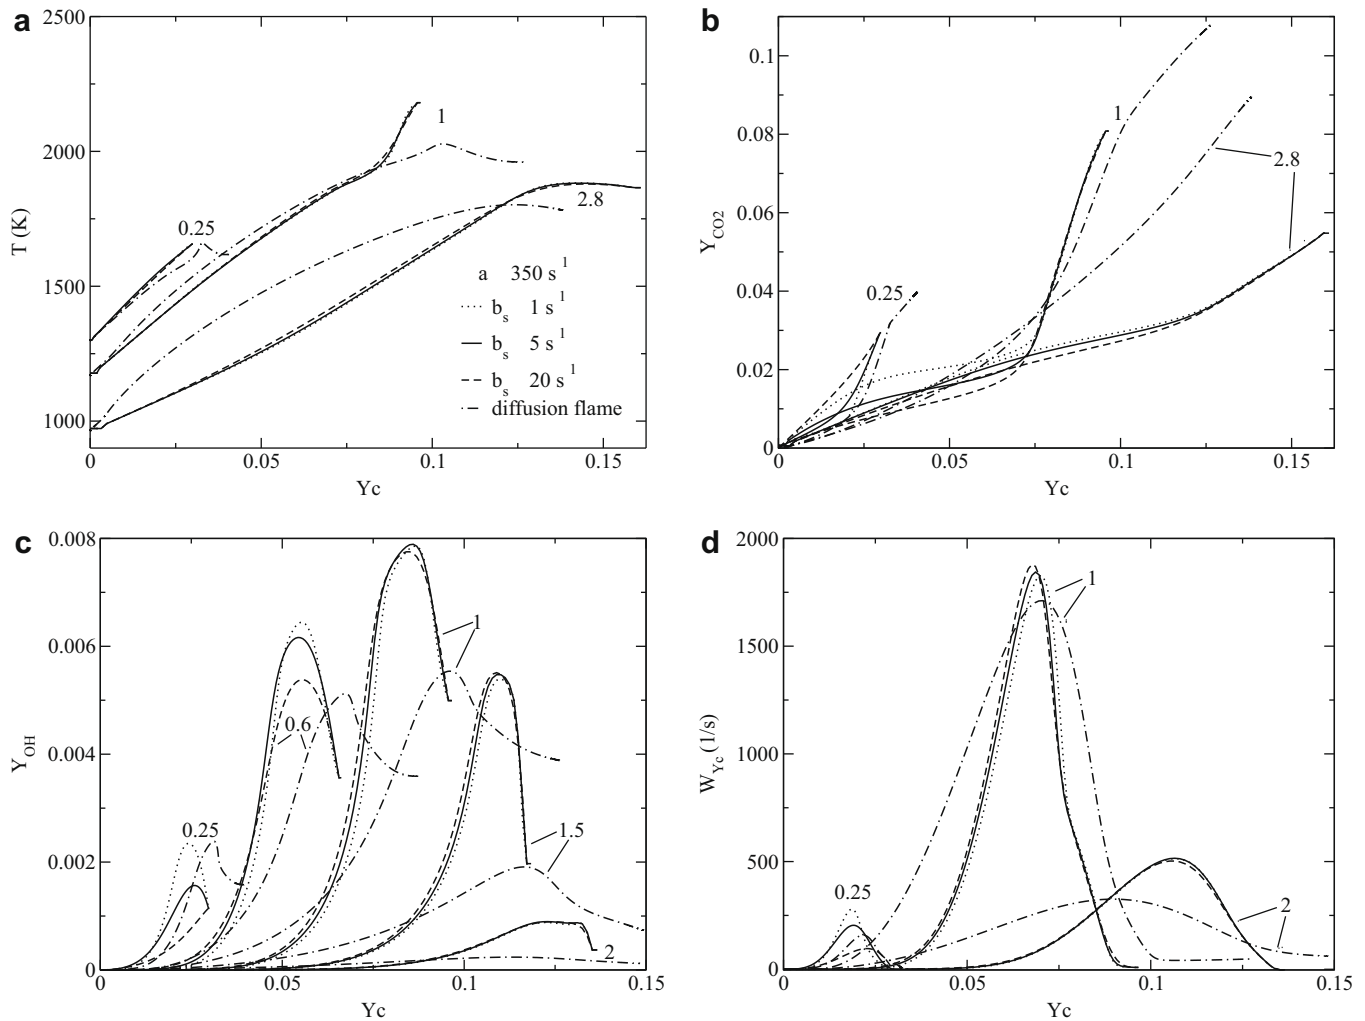 a
2500
2000
1500
1000
T (K)
0
0.05
0.1
0.15
Yc
1
0.25
2.8
a 350 s 1
b s 1 s 1
b s 5 s 1
b s 20 s 1
diffusion flame
b
0.1
0.08
0.06
0.04
0.02
0
Y CO2
0
0.05
0.1
0.15
Yc
1
2.8
0.25
c
0.008
0.006
0.004
0.002
0
Y OH
0
0.05
0.1
0.15
Yc
1
0.6
0.25
1.5
2
d
2000
1500
1000
500
0
W Yc (1/s)
0
0.05
0.1
0.15
Yc
1
0.25
2